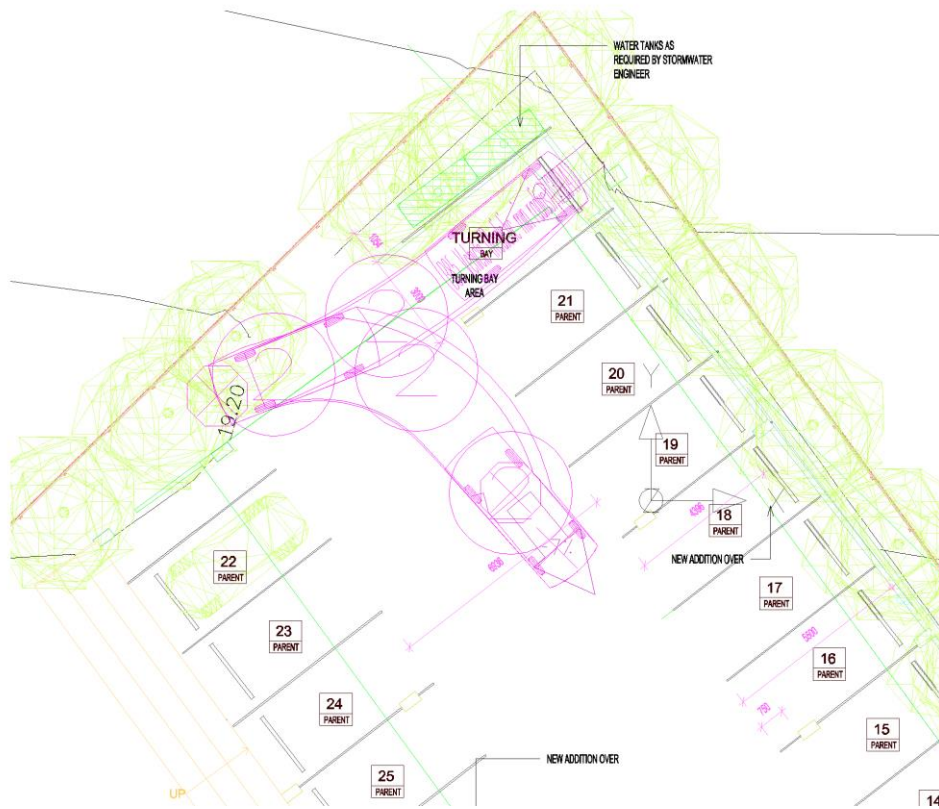 WATER TANKS AS
REQUIRED BY STORMWATER
ENGINEER
TURNING
BAY
TURNING BAY
AREA
21
PARENT
20
PARENT
Y
19
PARENT
18
PARENT
NEW ADDITION OVER
17
PARENT
5500
16
PARENT
750
15
PARENT
14
19.20
22
PARENT
23
PARENT
24
PARENT
25
PARENT
UP
NEW ADDITION OVER